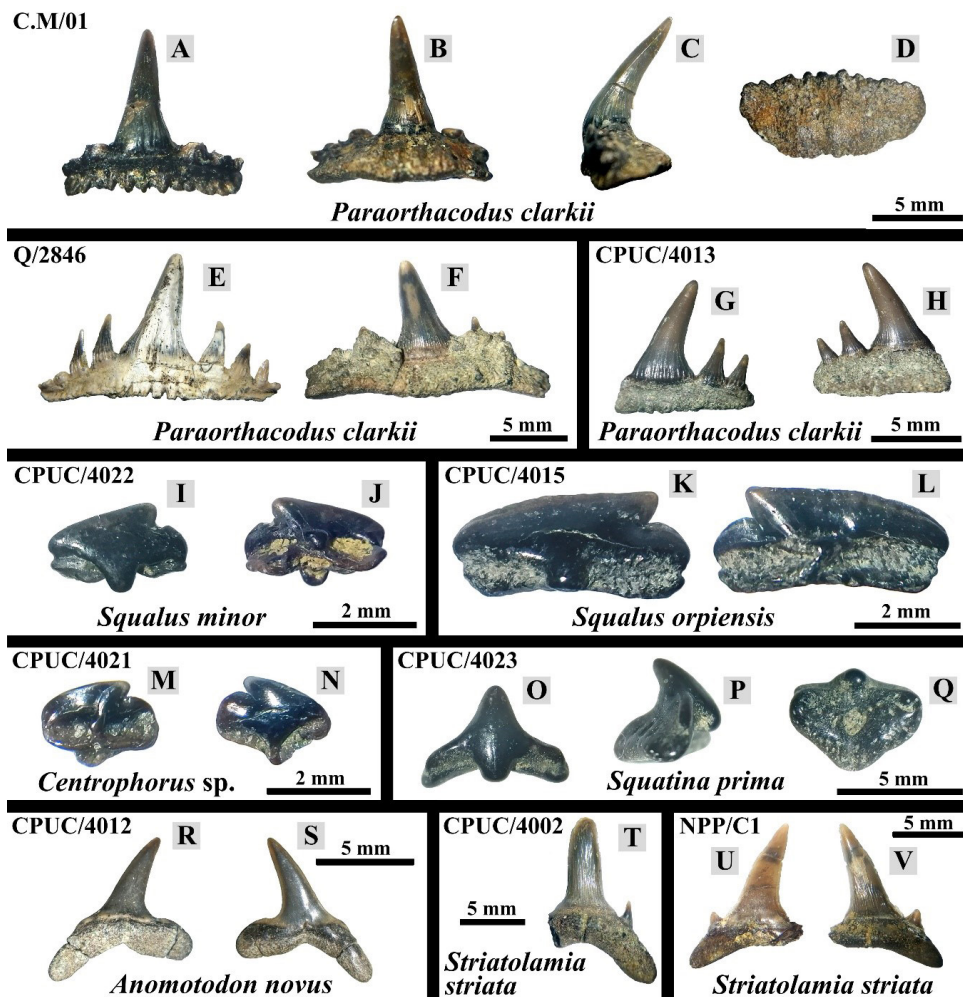 C.M/01
A
B
C
D
Paraorthacodus clarkii
5 mm
Q/2846
E
F
Paraorthacodus clarkii
5 mm
CPUC/4013
G
H
Paraorthacodus clarkii
5 mm
CPUC/4022
I
J
Squalus minor
2 mm
CPUC/4015
K
L
Squalus orpiensis
2 mm
CPUC/4021
M
N
Centrophorus sp.
2 mm
CPUC/4023
O
P
Q
Squatina prima
5 mm
CPUC/4012
R
S
5 mm
Anomotodon novus
CPUC/4002
T
5 mm
Striatolamia
striata
NPP/C1
5 mm
U
V
Striatolamia striata